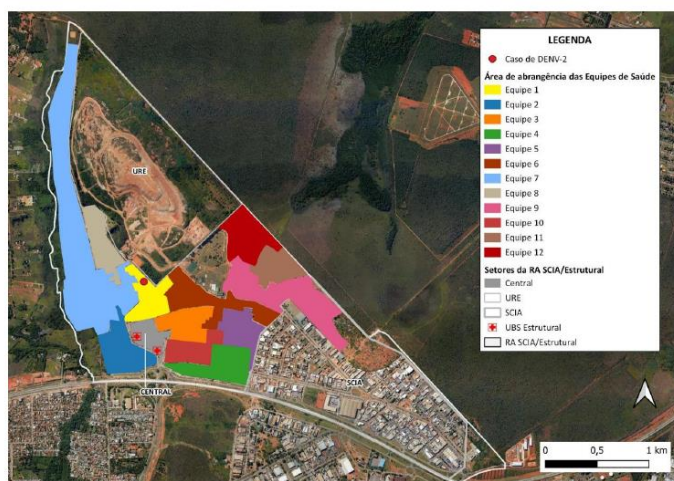 LEGENDA
Caso de DENV-2
Área de abrangência das Equipes de Saúde
Equipe 1
Equipe 2
Equipe 3
Equipe 4
Equipe 5
Equipe 6
Equipe 7
Equipe 8
Equipe 9
Equipe 10
Equipe 11
Equipe 12
Setores da RA SCIA/Estrutural
Central
URE
SCIA
UBS Estrutural
RA SCIA/Estrutural
URE
SCIA
CENTRAL
0 0,5 1 km